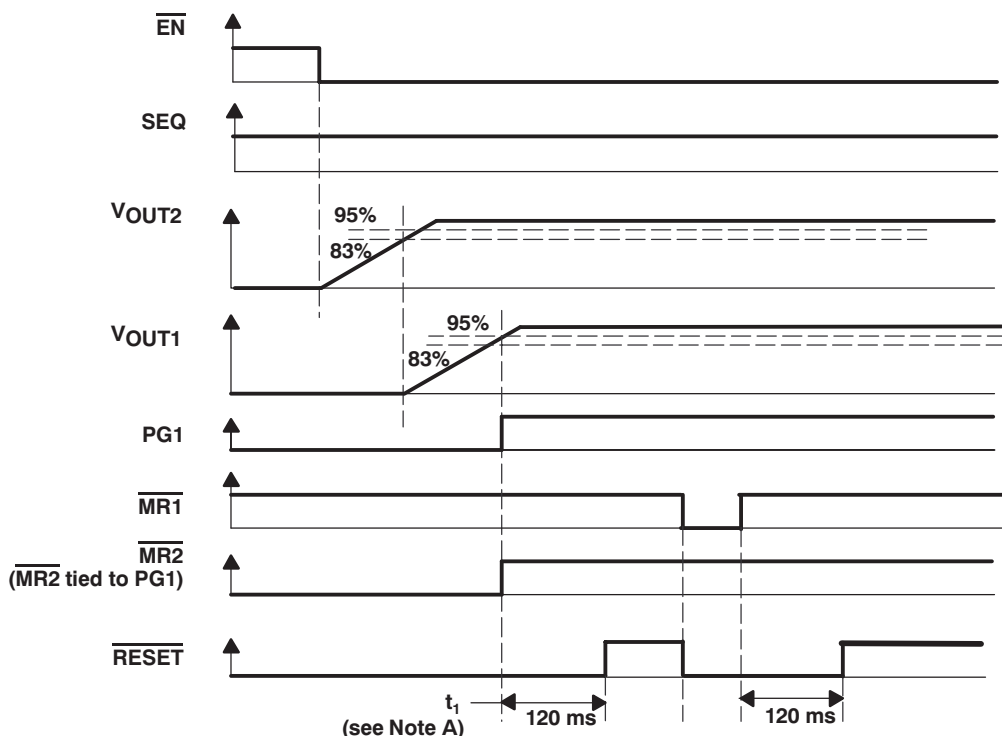 EN
SEQ
VOUT2
95%
83%
VOUT1
95%
83%
PG1
MR1
MR2
(MR2 tied to PG1)
RESET
t1
(see Note A)
120 ms
120 ms